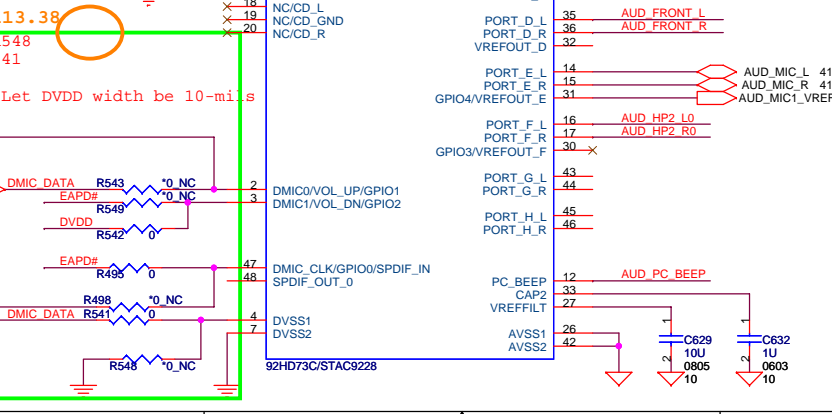 18 NC/CD_L
19 NC/CD_GND
20 NC/CD_R
13.38
548
41
Let DVDD width be 10-mils
35 PORT_D_L AUD_FRONT_L
36 PORT_D_R AUD_FRONT_R
32 VREFOUT_D
14 PORT_E_L AUD_MIC_L 41
15 PORT_E_R AUD_MIC_R 41
31 GPIO4/VREFOUT_E AUD_MIC1_VREF
16 PORT_F_L AUD_HP2_L0
17 PORT_F_R AUD_HP2_R0
30 GPIO3/VREFOUT_F
43 PORT_G_L
44 PORT_G_R
45 PORT_H_L
46 PORT_H_R
DMIC_DATA R543 *0_NC 2 DMIC0/VOL_UP/GPIO1
EAPD# R549 *0_NC 3 DMIC1/VOL_DN/GPIO2
DVDD R542 0
EAPD# R495 0 47 DMIC_CLK/GPIO0/SPDIF_IN
48 SPDIF_OUT_0
R498 *0_NC
DMIC_DATA R541 0 4 DVSS1
7 DVSS2
R548 *0_NC
12 PC_BEEP AUD_PC_BEEP
33 CAP2
27 VREFFILT
26 AVSS1
42 AVSS2
92HD73C/STAC9228
1 2 C629 10U 0805 10
1 2 C632 1U 0603 10